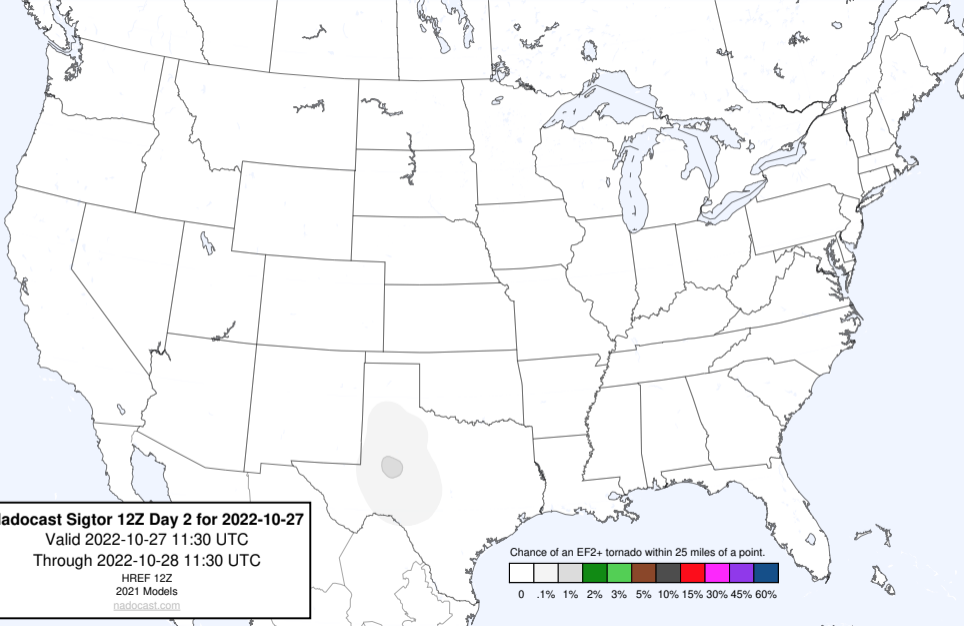 adocast Sigtor 12Z Day 2 for 2022-10-27
Valid 2022-10-27 11:30 UTC
Through 2022-10-28 11:30 UTC
HREF 12Z
2021 Models
nadocast.com
Chance of an EF2+ tornado within 25 miles of a point.
0 .1% 1% 2% 3% 5% 10% 15% 30% 45% 60%